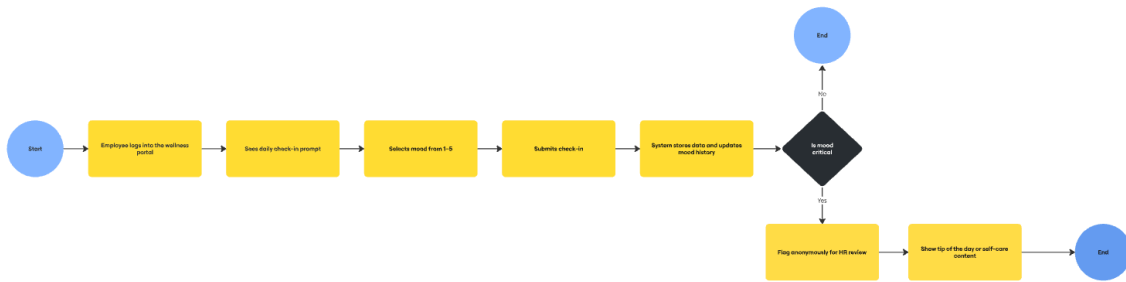 Start
Employee logs into the wellness
portal
Sees daily check-in prompt
Selects mood from 1-5
Submits check-in
System stores data and updates
mood history
Is mood
critical
No
End
Yes
Flag anonymously for HR review
Show tip of the day or self-care
content
End